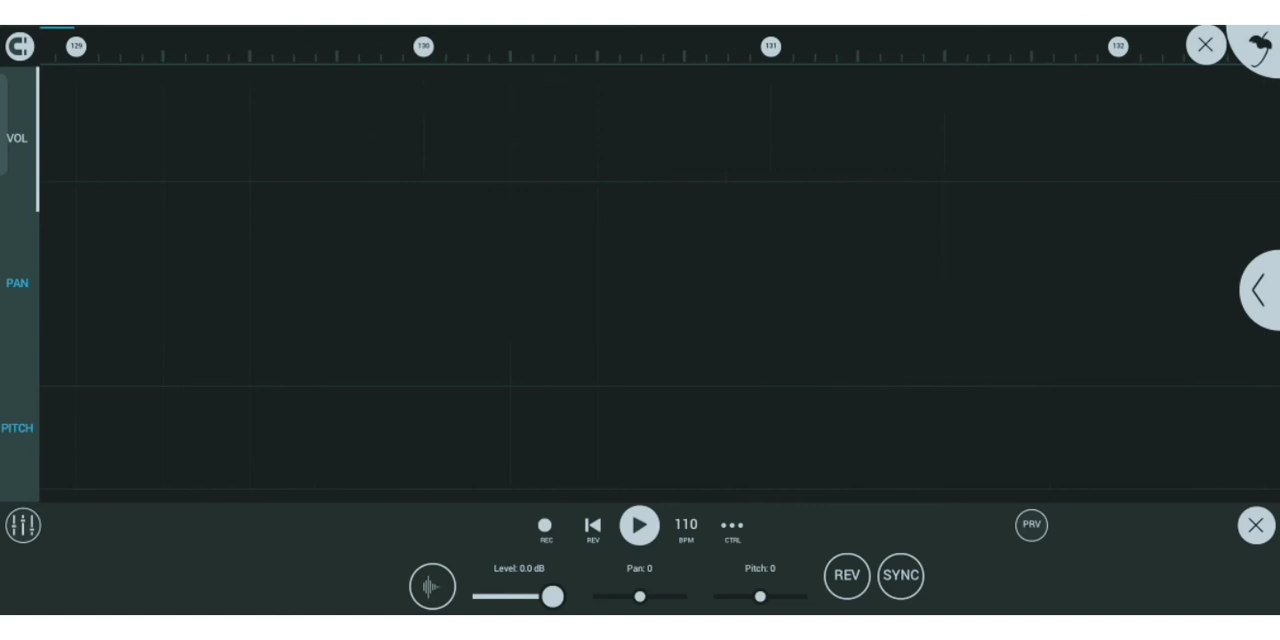 129 130 131 132
VOL
PAN
PITCH
110
REC REV BPM CTRL
PRV
Level: 0.0 dB Pan: 0 Pitch: 0
REV SYNC